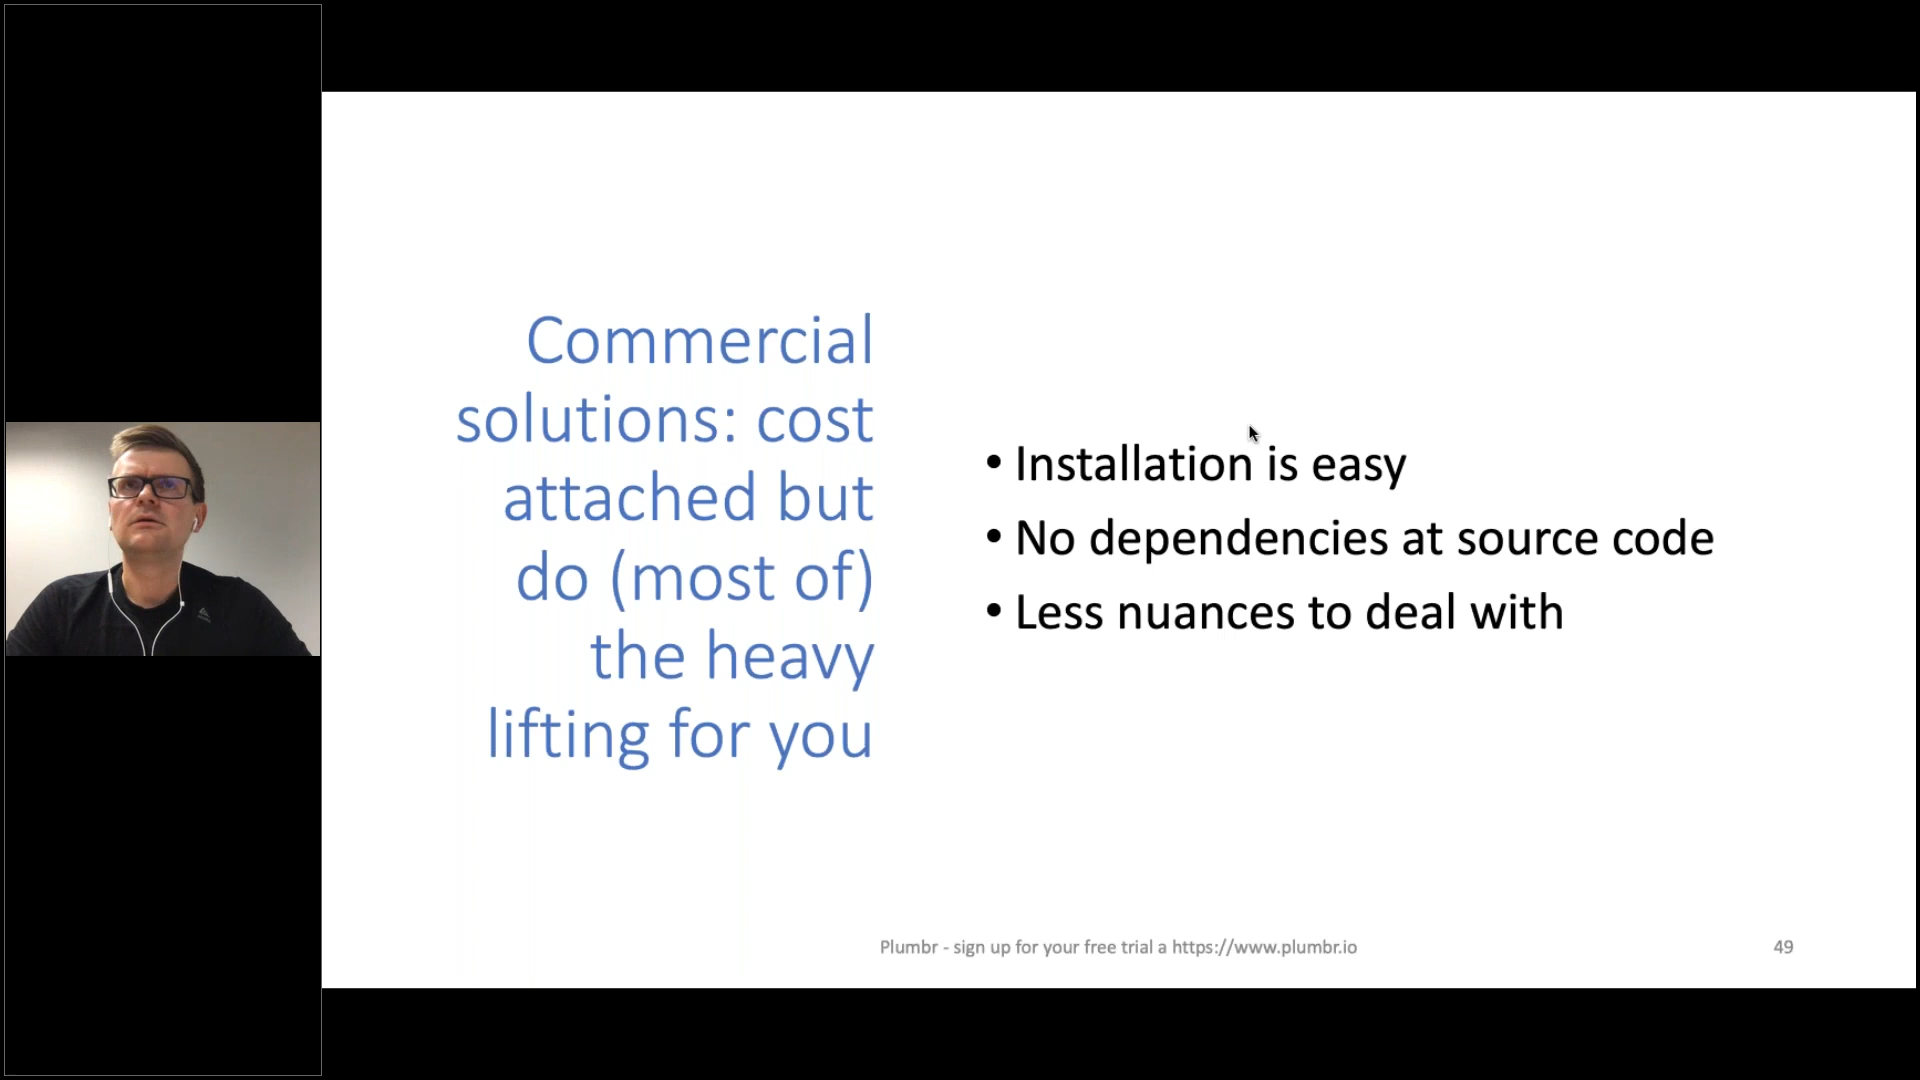 Commercial
solutions: cost
attached but
do (most of)
the heavy
lifting for you
• Installation is easy
• No dependencies at source code
• Less nuances to deal with
Plumbr - sign up for your free trial a https://www.plumbr.io
49